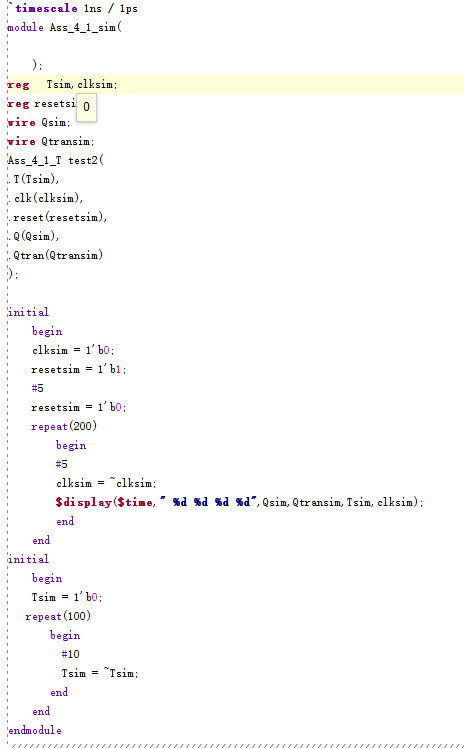 `timescale 1ns / 1ps
module Ass_4_1_sim(
);
reg Tsim,clksim;
reg resetsi
0
wire Qsim;
wire Qtransim;
Ass_4_1_T test2(
.T(Tsim),
.clk(clksim),
.reset(resetsim),
.Q(Qsim),
.Qtran(Qtransim)
);
initial
begin
clksim = 1'b0;
resetsim = 1'b1;
#5
resetsim = 1'b0;
repeat(200)
begin
#5
clksim = ~clksim;
$display($time," %d %d %d %d",Qsim,Qtransim,Tsim,clksim);
end
end
initial
begin
Tsim = 1'b0;
repeat(100)
begin
#10
Tsim = ~Tsim;
end
end
endmodule